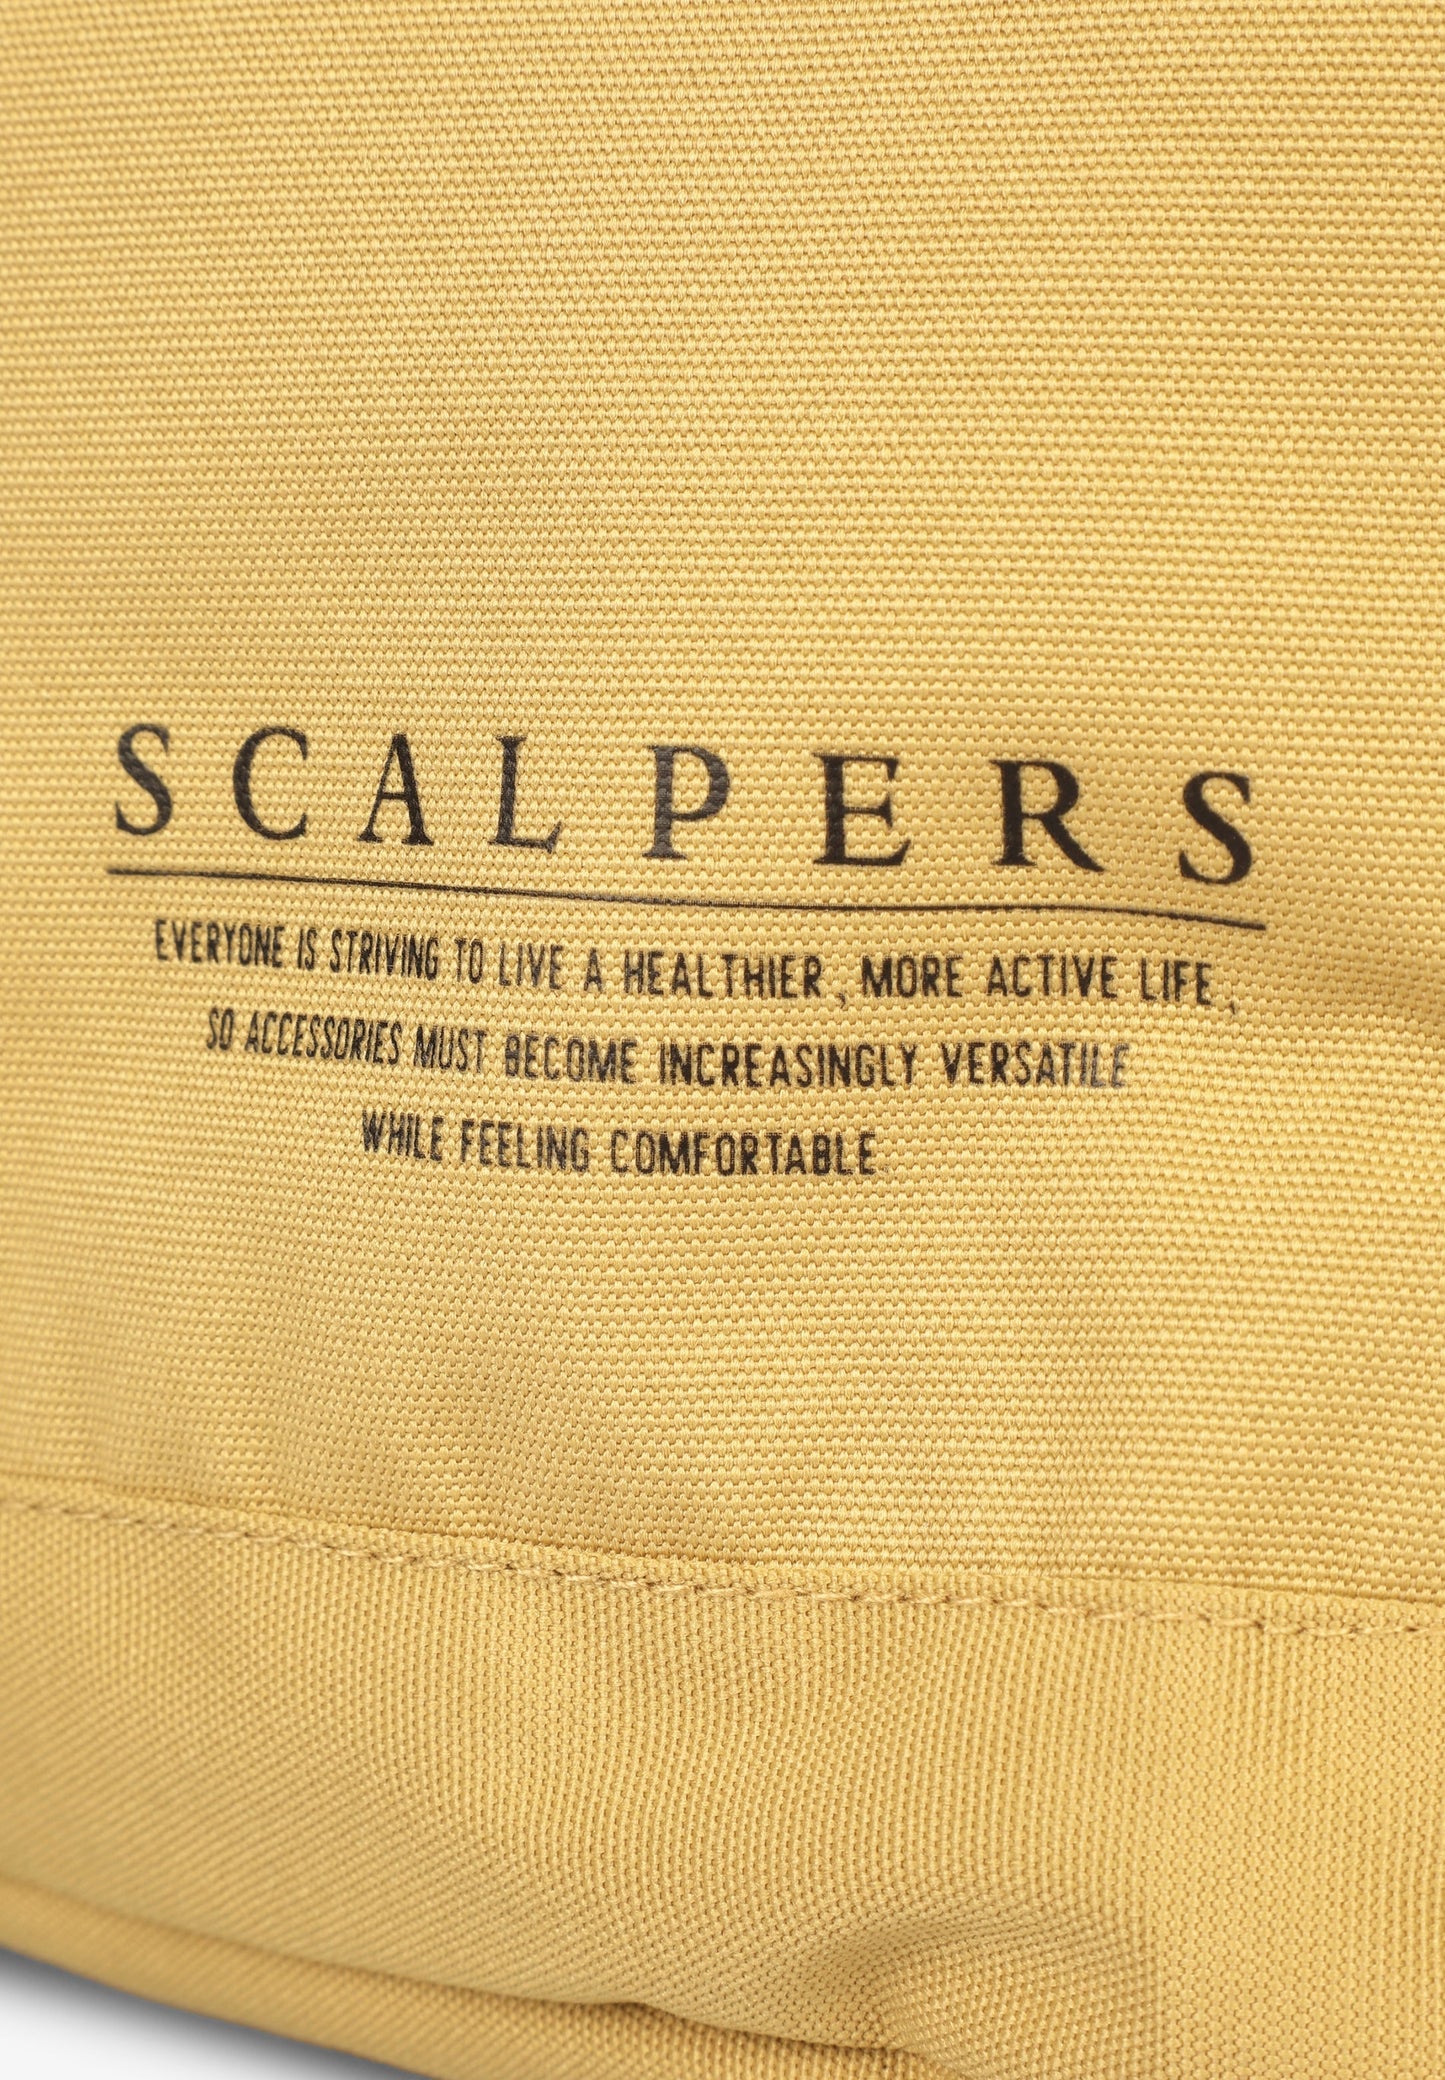 SCALPERS
EVERYONE IS STRIVING TO LIVE A HEALTHIER, MORE ACTIVE LIFE,
SO ACCESSORIES MUST BECOME INCREASINGLY VERSATILE
WHILE FEELING COMFORTABLE.